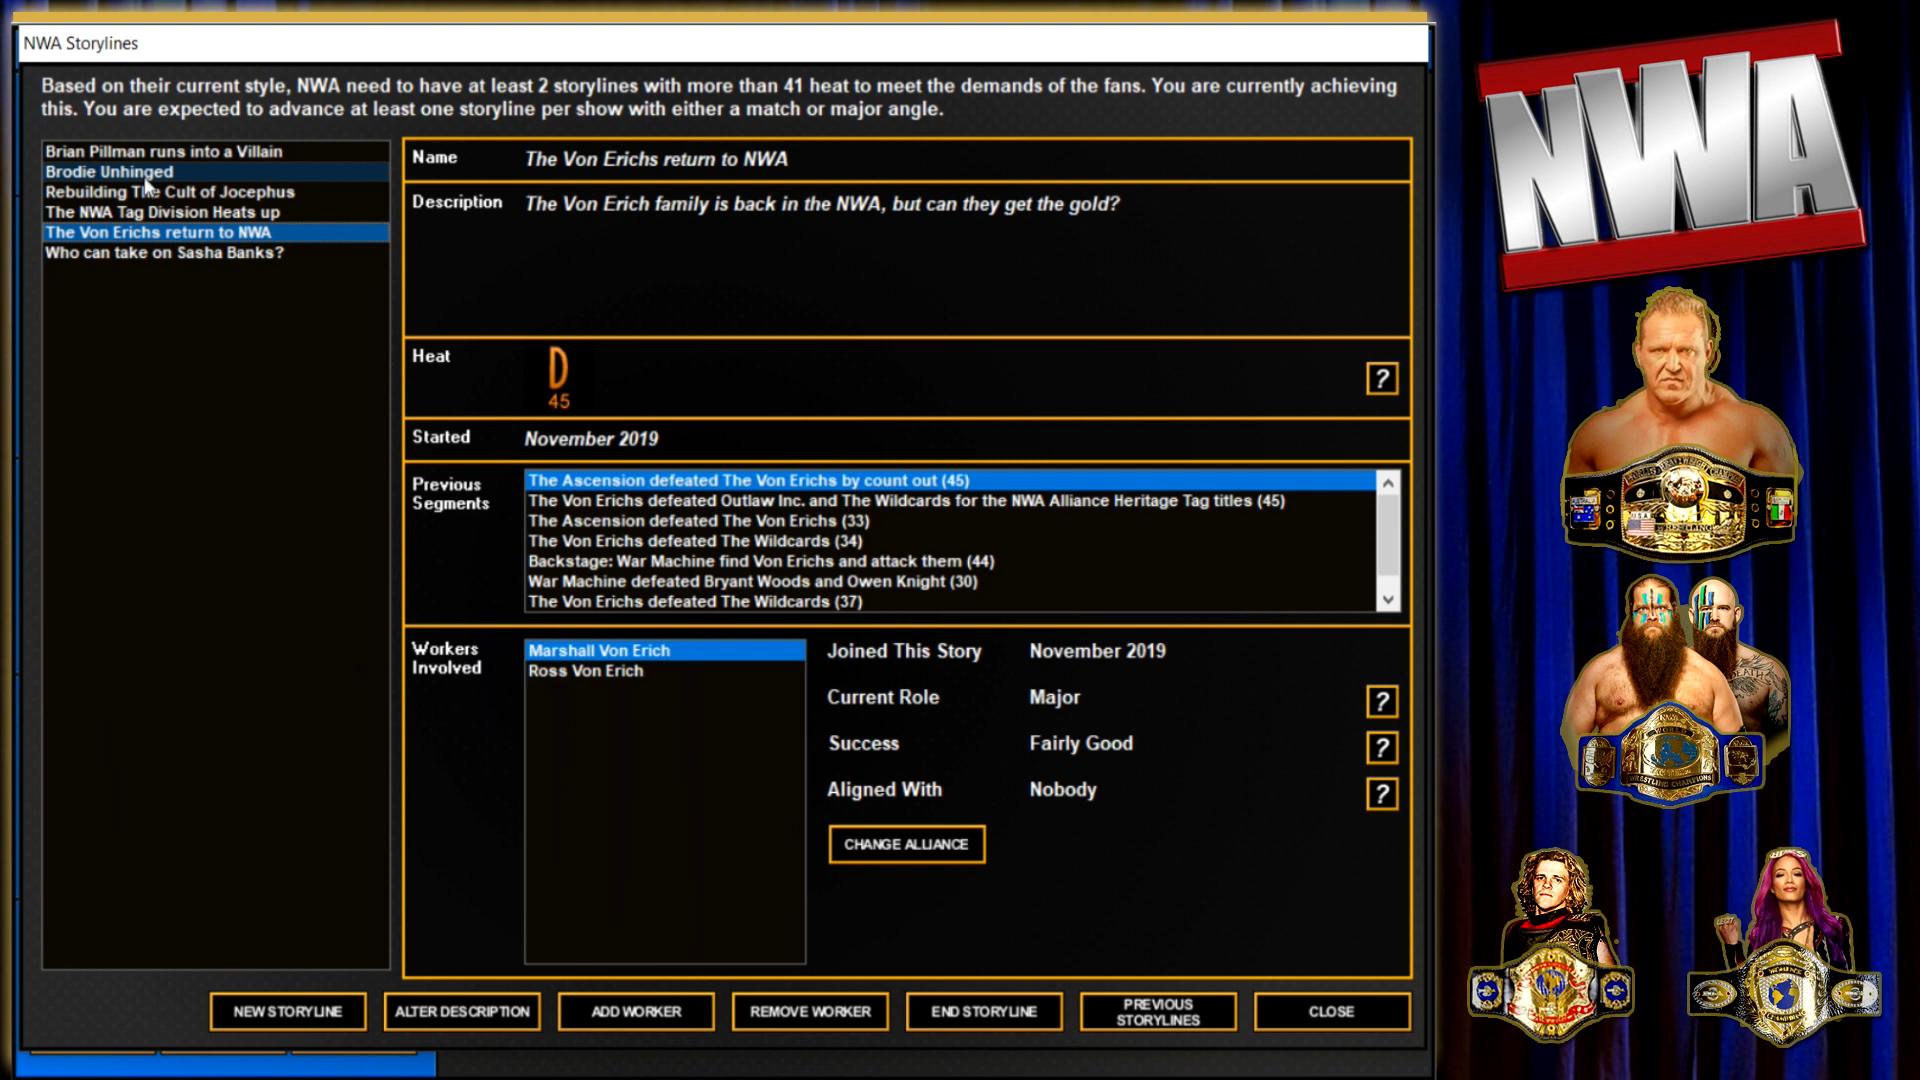 NWA Storylines
Based on their current style, NWA need to have at least 2 storylines with more than 41 heat to meet the demands of the fans. You are currently achieving
this. You are expected to advance at least one storyline per show with either a match or major angle.
Brian Pillman runs into a Villain
Brodie Unhinged
Rebuilding The Cult of Jocephus
The NWA Tag Division Heats up
The Von Erichs return to NWA
Who can take on Sasha Banks?
Name
The Von Erichs return to NWA
Description
The Von Erich family is back in the NWA, but can they get the gold?
Heat
D
45
?
Started
November 2019
Previous
Segments
The Ascension defeated The Von Erichs by count out (45)
The Von Erichs defeated Outlaw Inc. and The Wildcards for the NWA Alliance Heritage Tag titles (45)
The Ascension defeated The Von Erichs (33)
The Von Erichs defeated The Wildcards (34)
Backstage: War Machine find Von Erichs and attack them (44)
War Machine defeated Bryant Woods and Owen Knight (30)
The Von Erichs defeated The Wildcards (37)
Workers
Involved
Marshall Von Erich
Ross Von Erich
Joined This Story
November 2019
Current Role
Major
?
Success
Fairly Good
?
Aligned With
Nobody
?
CHANGE ALLIANCE
NEW STORYLINE
ALTER DESCRIPTION
ADD WORKER
REMOVE WORKER
END STORYLINE
PREVIOUS
STORYLINES
CLOSE
NWA